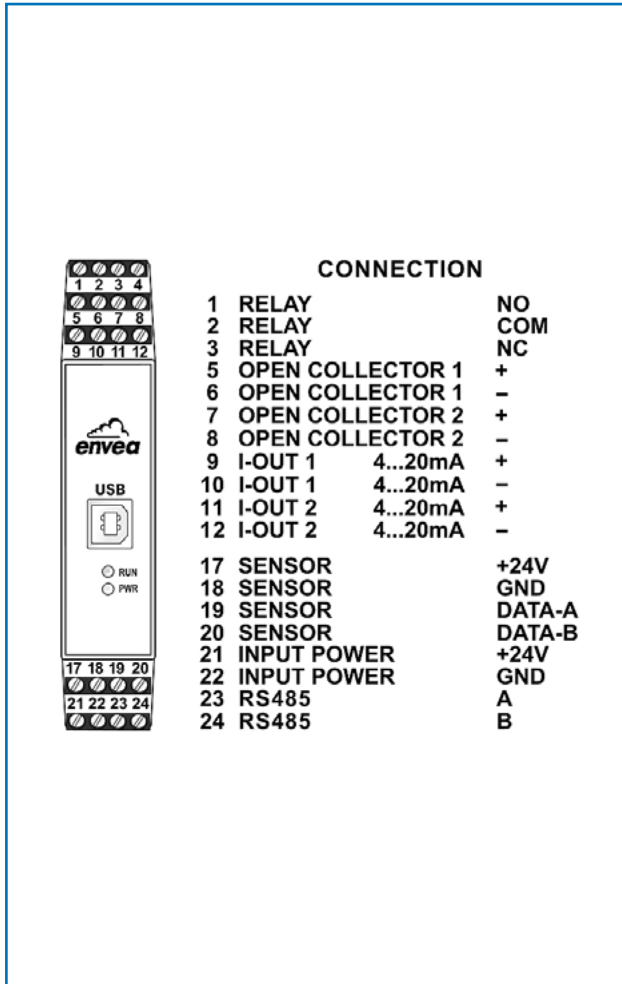 CONNECTION
1 2 3 4
5 6 7 8
9 10 11 12
envea
USB
RUN
PWR
17 18 19 20
21 22 23 24
1 RELAY NO
2 RELAY COM
3 RELAY NC
5 OPEN COLLECTOR 1 +
6 OPEN COLLECTOR 1 –
7 OPEN COLLECTOR 2 +
8 OPEN COLLECTOR 2 –
9 I-OUT 1 4...20mA +
10 I-OUT 1 4...20mA –
11 I-OUT 2 4...20mA +
12 I-OUT 2 4...20mA –
17 SENSOR +24V
18 SENSOR GND
19 SENSOR DATA-A
20 SENSOR DATA-B
21 INPUT POWER +24V
22 INPUT POWER GND
23 RS485 A
24 RS485 B